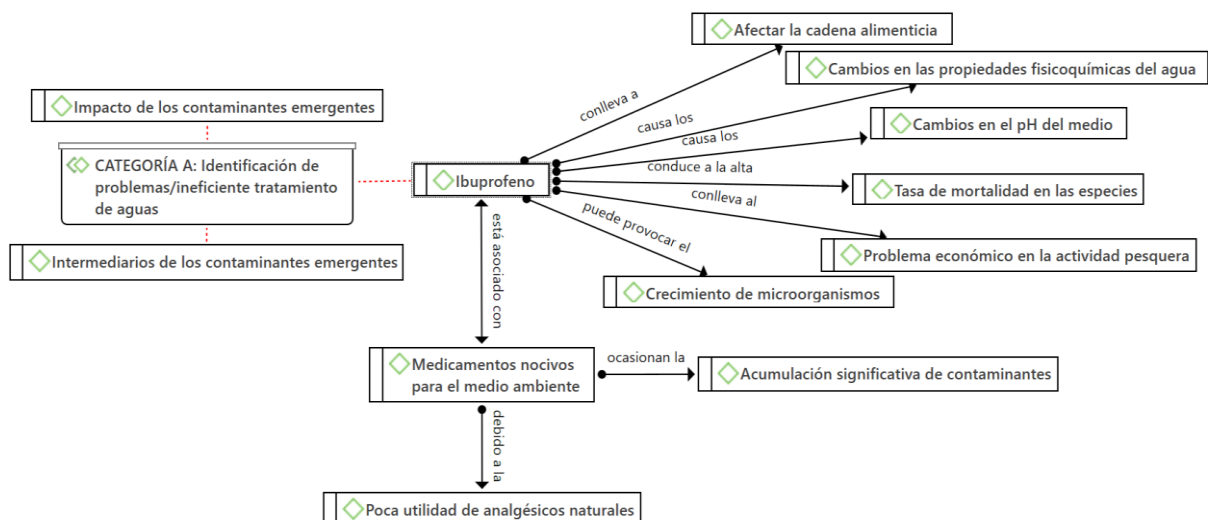 Afectar la cadena alimenticia
Cambios en las propiedades fisicoquímicas del agua
conlleva a
Impacto de los contaminantes emergentes
causa los
Cambios en el pH del medio
causa los
CATEGORÍA A: Identificación de
problemas/ineficiente tratamiento
de aguas
conduce a la alta
Ibuprofeno
Tasa de mortalidad en las especies
conlleva al
puede provocar el
Problema económico en la actividad pesquera
Intermediarios de los contaminantes emergentes
está asociado con
Crecimiento de microorganismos
Medicamentos nocivos
para el medio ambiente
ocasionan la
Acumulación significativa de contaminantes
debido a la
Poca utilidad de analgésicos naturales